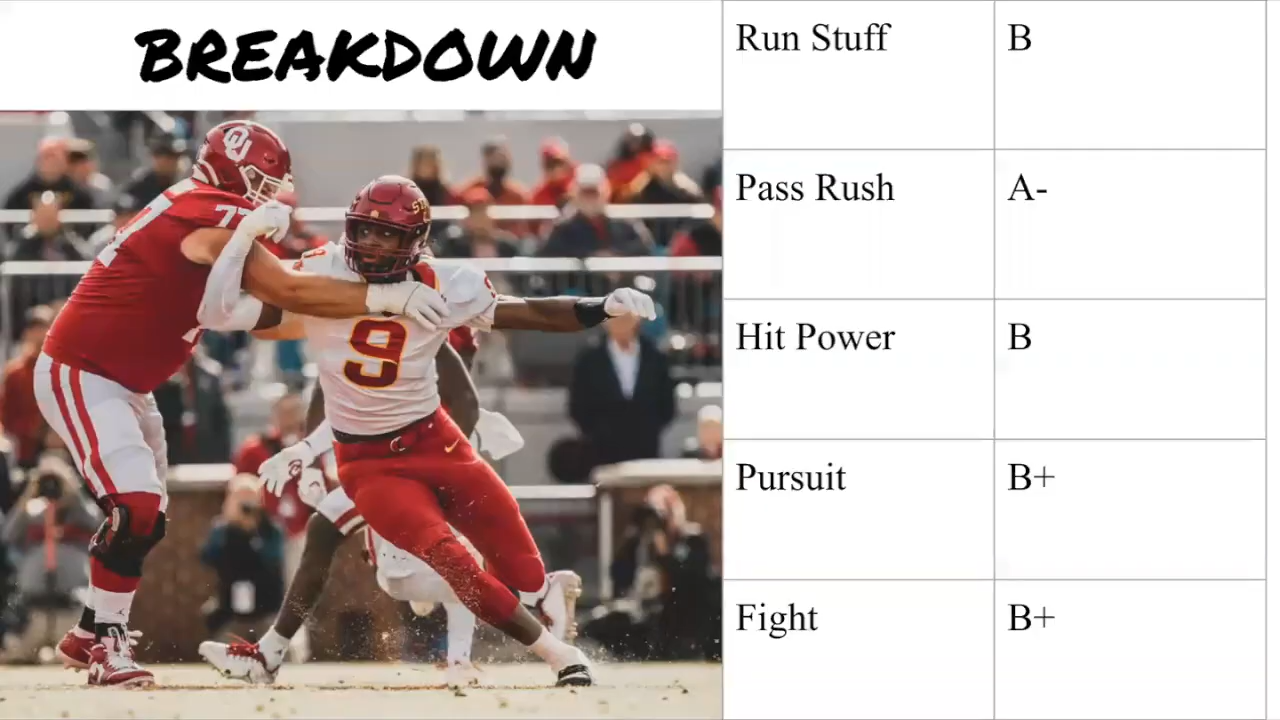 BREAKDOWN
Run Stuff B
Pass Rush A-
Hit Power B
Pursuit B+
Fight B+
OU
77
9